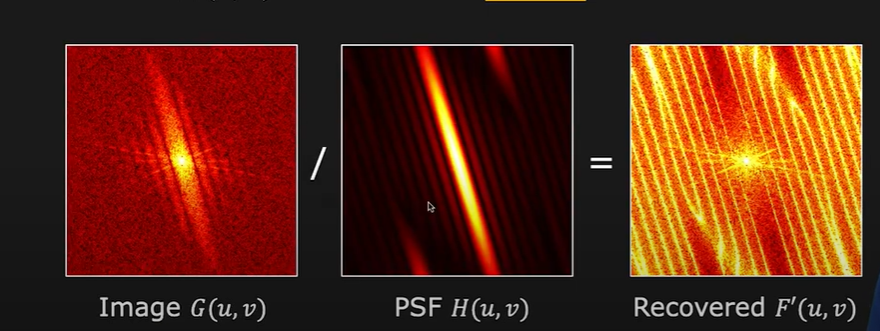 / =
Image G(u,v) PSF H(u,v) Recovered F′(u,v)